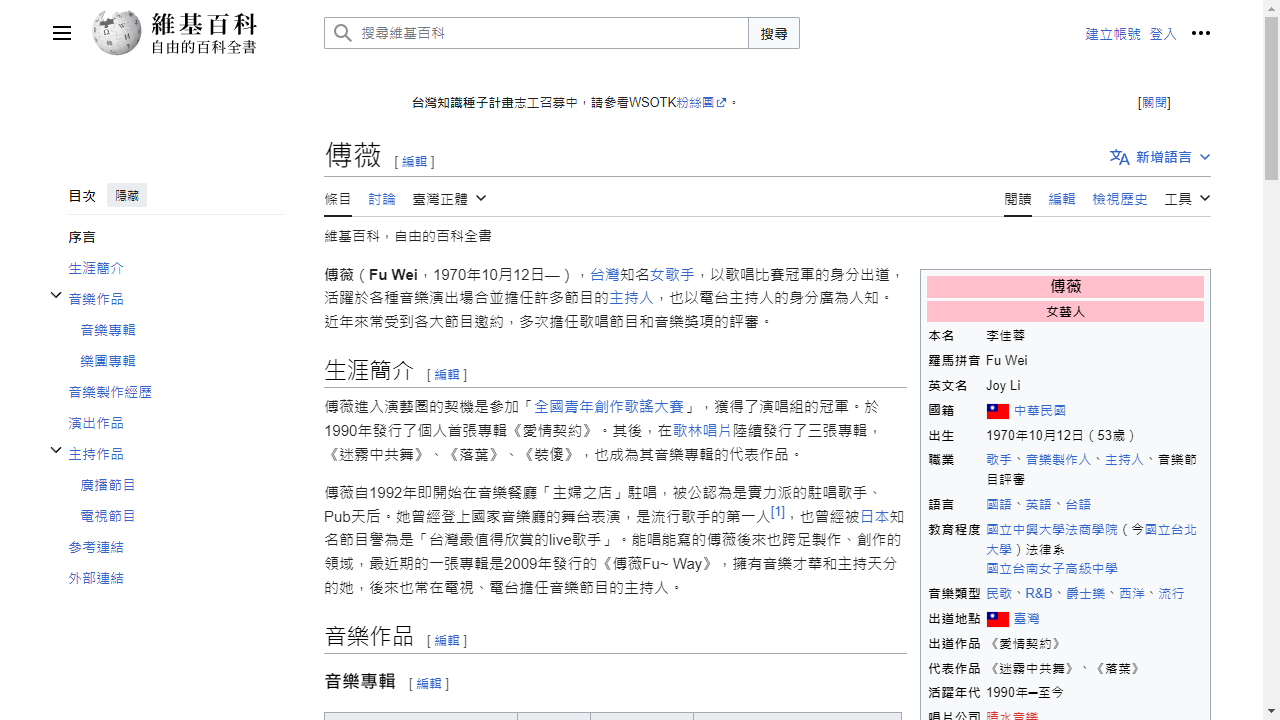 維基百科
自由的百科全書
搜尋維基百科
搜尋
建立帳號 登入
台灣知識種子計畫志工召募中，請參看WSOTK粉絲團。
[關閉]
傅薇 [ 編輯 ]
新增語言
目次 隱藏
條目 討論 臺灣正體
閱讀 編輯 檢視歷史 工具
序言
生涯簡介
音樂作品
音樂專輯
樂團專輯
音樂製作經歷
演出作品
主持作品
廣播節目
電視節目
參考連結
外部連結
維基百科，自由的百科全書
傅薇（Fu Wei，1970年10月12日—），台灣知名女歌手，以歌唱比賽冠軍的身分出道，
活躍於各種音樂演出場合並擔任許多節目的主持人，也以電台主持人的身分廣為人知。
近年來常受到各大節目邀約，多次擔任歌唱節目和音樂獎項的評審。
生涯簡介 [ 編輯 ]
傅薇進入演藝圈的契機是參加「全國青年創作歌謠大賽」，獲得了演唱組的冠軍。於
1990年發行了個人首張專輯《愛情契約》。其後，在歌林唱片陸續發行了三張專輯，
《迷霧中共舞》、《落葉》、《裝傻》，也成為其音樂專輯的代表作品。
傅薇自1992年即開始在音樂餐廳「主婦之店」駐唱，被公認為是實力派的駐唱歌手、
Pub天后。她曾經登上國家音樂廳的舞台表演，是流行歌手的第一人[1]，也曾經被日本知
名節目譽為是「台灣最值得欣賞的live歌手」。能唱能寫的傅薇後來也跨足製作、創作的
領域，最近期的一張專輯是2009年發行的《傅薇Fu~ Way》，擁有音樂才華和主持天分
的她，後來也常在電視、電台擔任音樂節目的主持人。
音樂作品 [ 編輯 ]
音樂專輯 [ 編輯 ]
傅薇
女藝人
本名 李佳蓉
羅馬拼音 Fu Wei
英文名 Joy Li
國籍 中華民國
出生 1970年10月12日（53歲）
職業 歌手、音樂製作人、主持人、音樂節
目評審
語言 國語、英語、台語
教育程度 國立中興大學法商學院（今國立台北
大學）法律系
國立台南女子高級中學
音樂類型 民歌、R&B、爵士樂、西洋、流行
出道地點 臺灣
出道作品 《愛情契約》
代表作品 《迷霧中共舞》、《落葉》
活躍年代 1990年—至今
唱片公司 晴水音樂